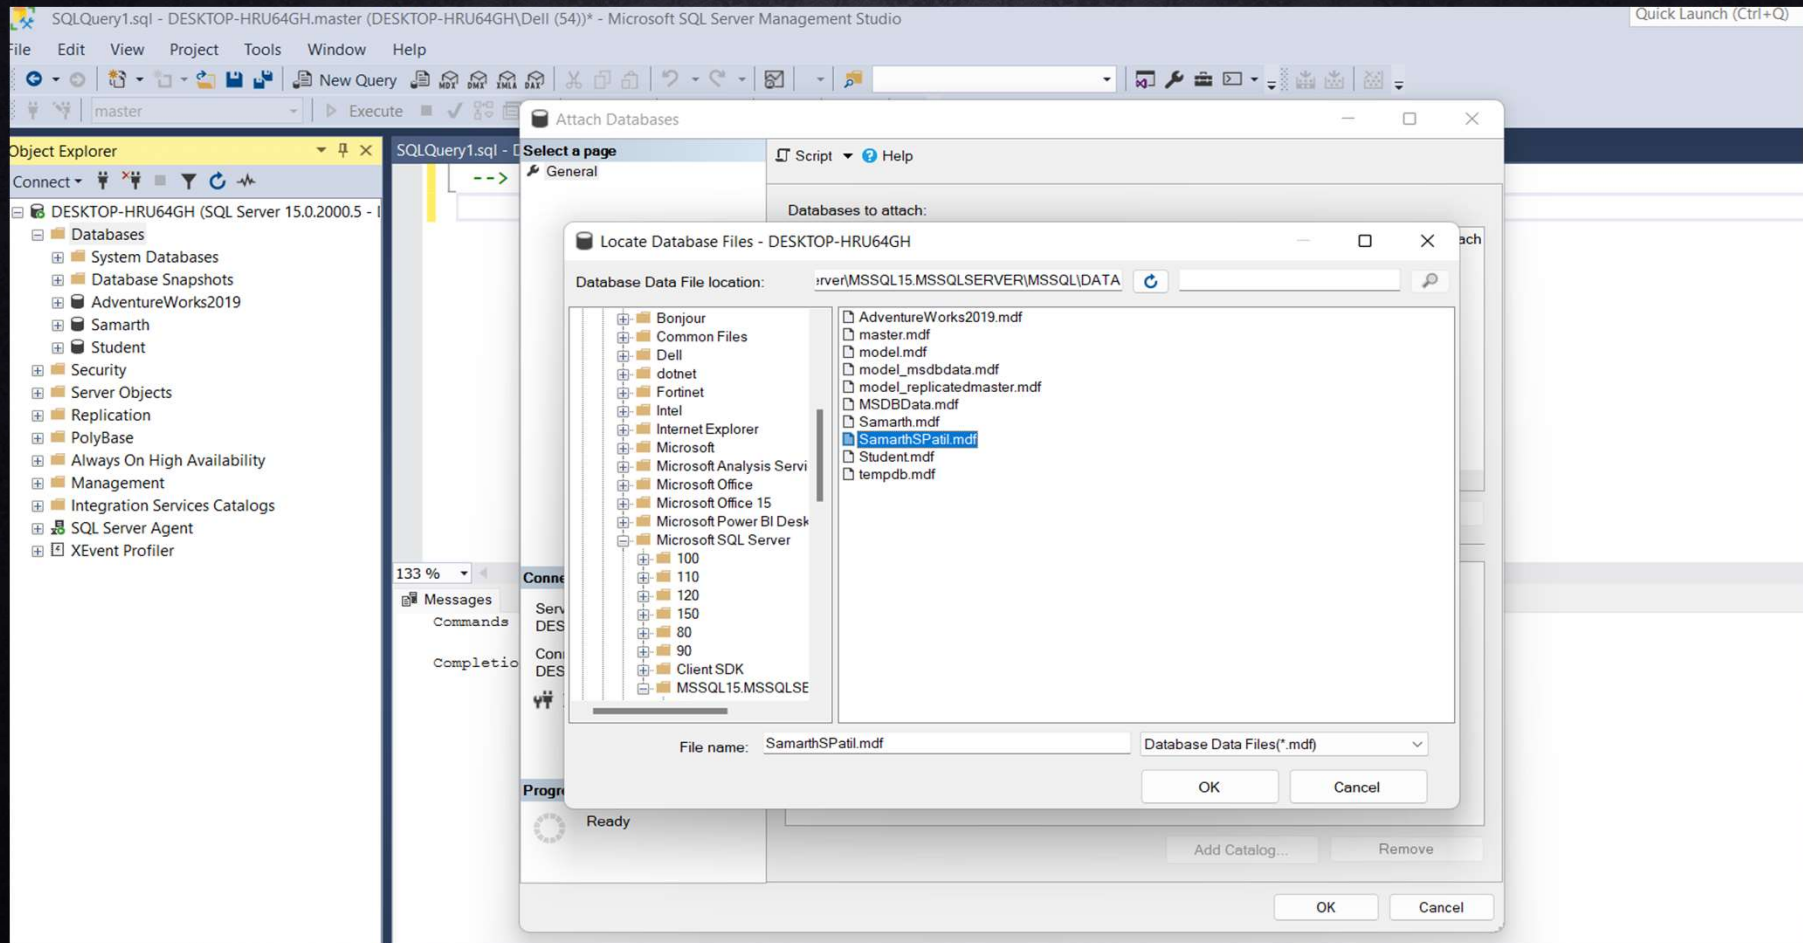 SQLQuery1.sql - DESKTOP-HRU64GH.master (DESKTOP-HRU64GH\Dell (54))* - Microsoft SQL Server Management Studio
Quick Launch (Ctrl+Q)
File Edit View Project Tools Window Help
New Query MDX DMX XMLA DAX
master Execute
Object Explorer
Connect
DESKTOP-HRU64GH (SQL Server 15.0.2000.5 -
Databases
System Databases
Database Snapshots
AdventureWorks2019
Samarth
Student
Security
Server Objects
Replication
PolyBase
Always On High Availability
Management
Integration Services Catalogs
SQL Server Agent
XEvent Profiler
SQLQuery1.sql -
-->
133 %
Messages
Commands
Completio
Attach Databases
Select a page
General
Script Help
Databases to attach:
ach
Conne
Serv
DES
Con
DES
Progre
Ready
Add Catalog... Remove
OK Cancel
Locate Database Files - DESKTOP-HRU64GH
Database Data File location: rver\MSSQL15.MSSQLSERVER\MSSQL\DATA
Bonjour
Common Files
Dell
dotnet
Fortinet
Intel
Internet Explorer
Microsoft
Microsoft Analysis Servi
Microsoft Office
Microsoft Office 15
Microsoft Power BI Desk
Microsoft SQL Server
100
110
120
150
80
90
Client SDK
MSSQL15.MSSQLSE
AdventureWorks2019.mdf
master.mdf
model.mdf
model_msdbdata.mdf
model_replicatedmaster.mdf
MSDBData.mdf
Samarth.mdf
SamarthSPatil.mdf
Student.mdf
tempdb.mdf
File name: SamarthSPatil.mdf Database Data Files(*.mdf)
OK Cancel